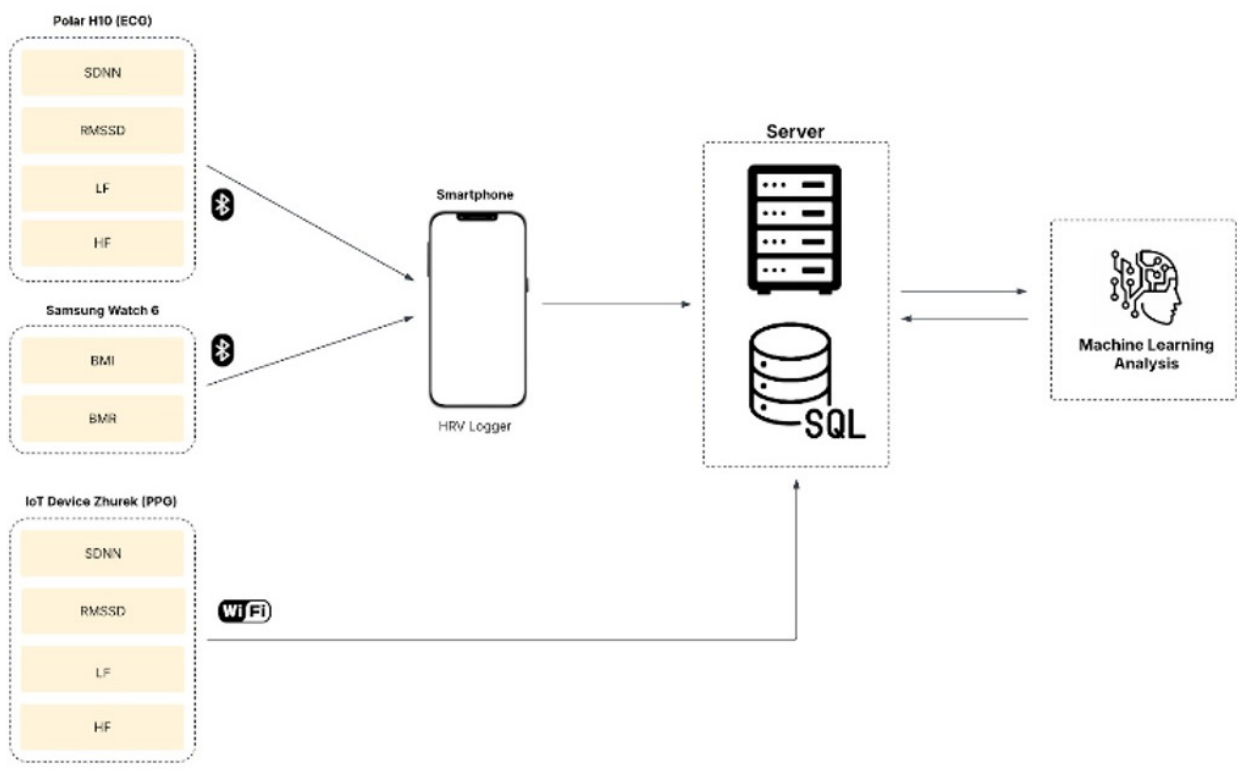 Polar H10 (ECG)
SDNN
RMSSD
LF
HF
Samsung Watch 6
BMI
BMR
IoT Device Zhurek (PPG)
SDNN
RMSSD
LF
HF
WiFi
Smartphone
HRV Logger
Server
SQL
Machine Learning
Analysis